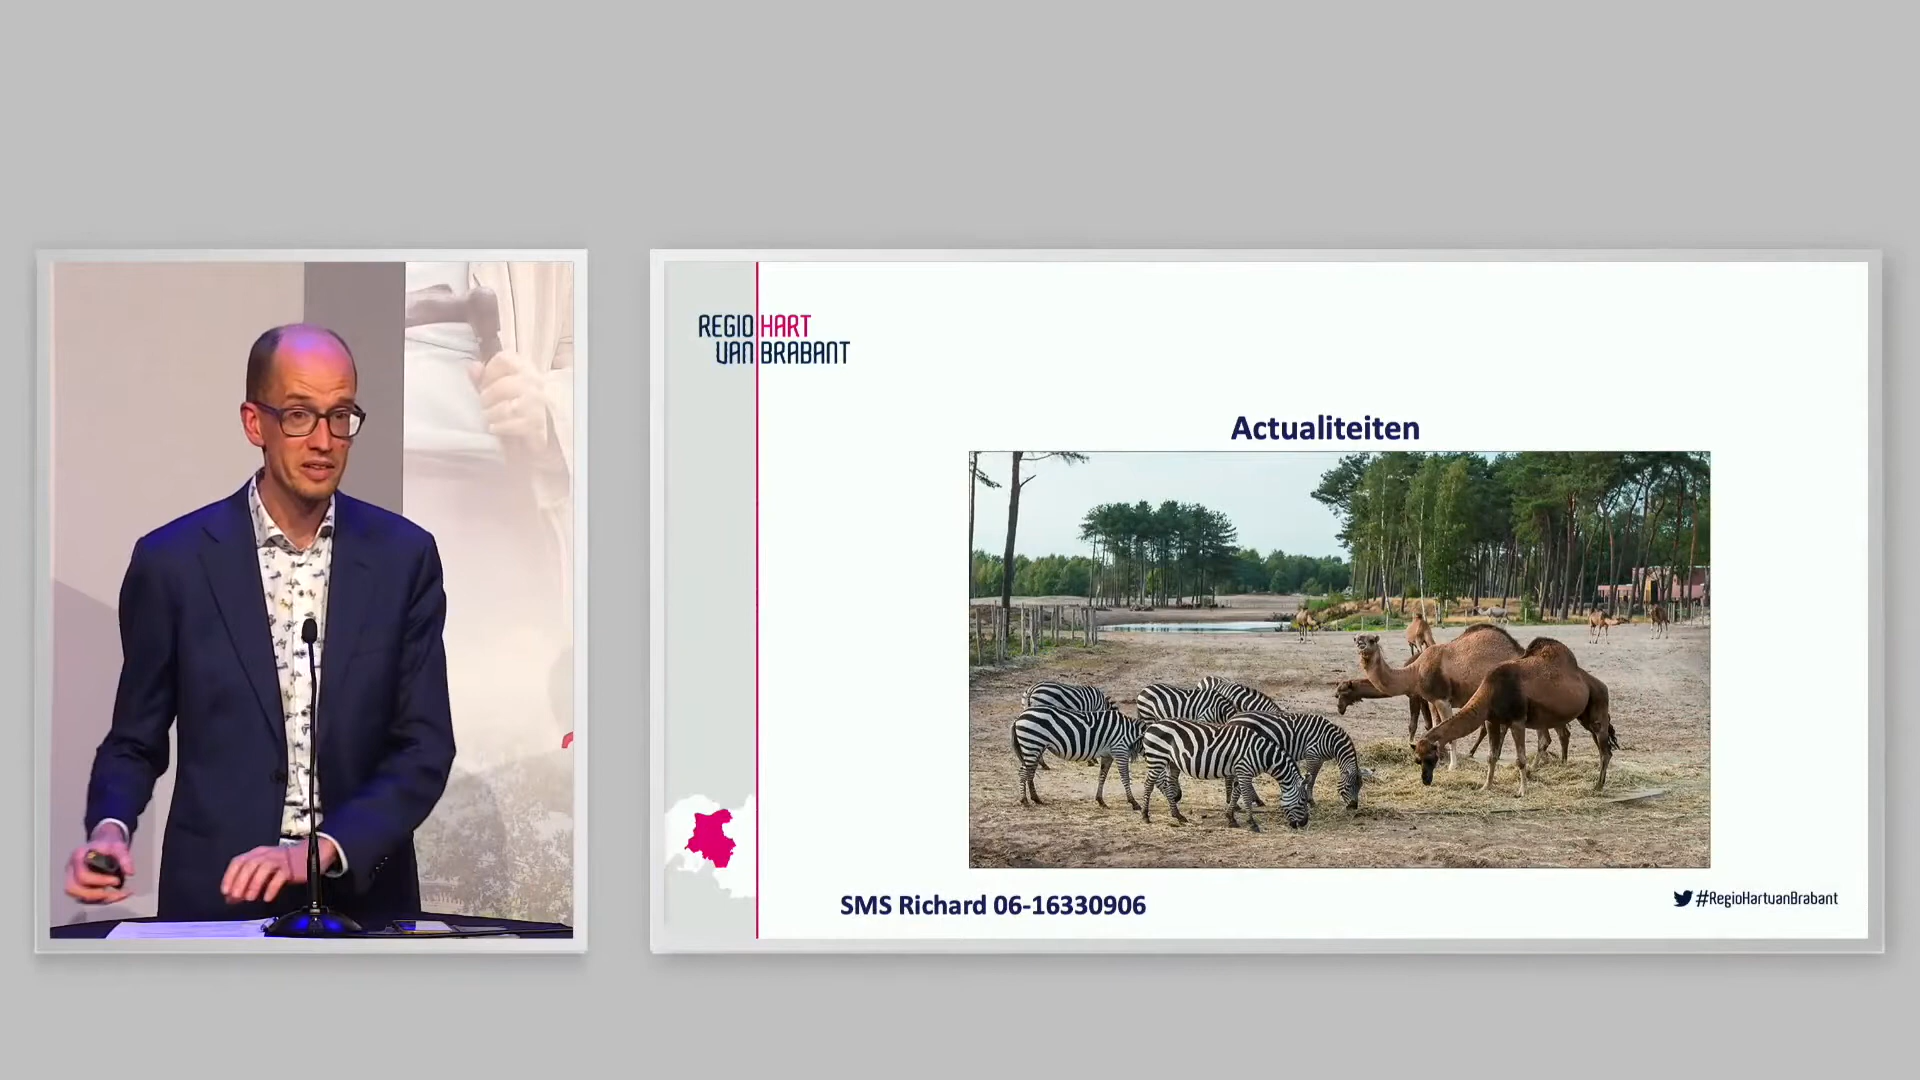 REGIO HART
VAN BRABANT
Actualiteiten
SMS Richard 06-16330906
#RegioHartvanBrabant